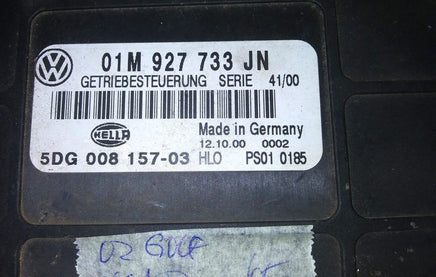 01M 927 733 JN
GETRIEBESTEUERUNG SERIE 41/00
HELLA
Made in Germany
12.10.00 0002
5DG 008 157-03 HLO PS01 0185
02 GOLF